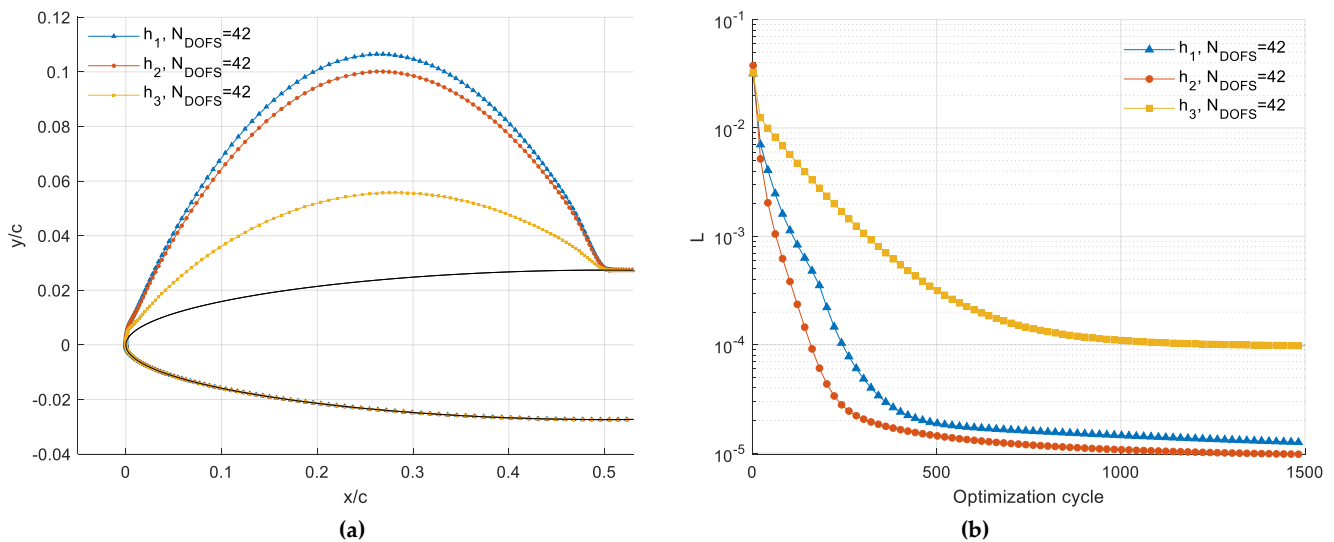 0.12
0.1
0.08
0.06
0.04
0.02
0
-0.02
-0.04
y/c
h1, NDOFS=42
h2, NDOFS=42
h3, NDOFS=42
0 0.1 0.2 0.3 0.4 0.5
x/c
(a)
10-1
10-2
10-3
10-4
10-5
L
h1, NDOFS=42
h2, NDOFS=42
h3, NDOFS=42
0 500 1000 1500
Optimization cycle
(b)